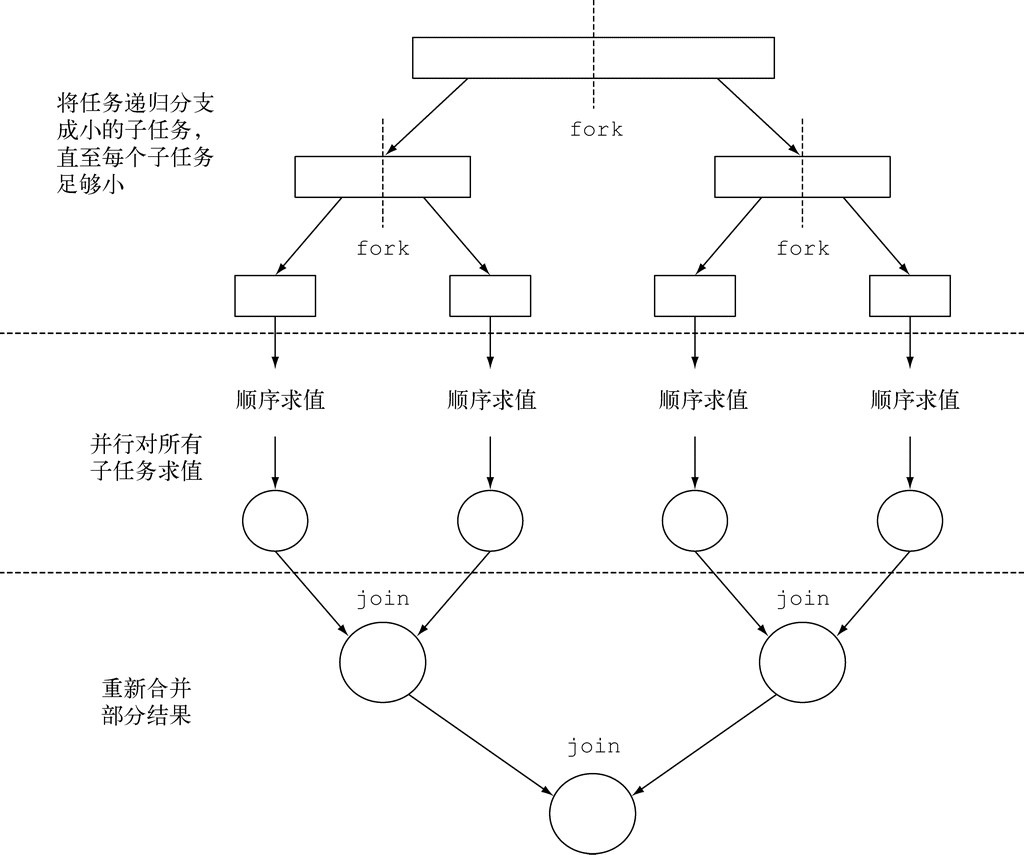 将任务递归分支
成小的子任务，
直至每个子任务
足够小
fork
fork
fork
顺序求值
顺序求值
顺序求值
顺序求值
并行对所有
子任务求值
join
join
重新合并
部分结果
join